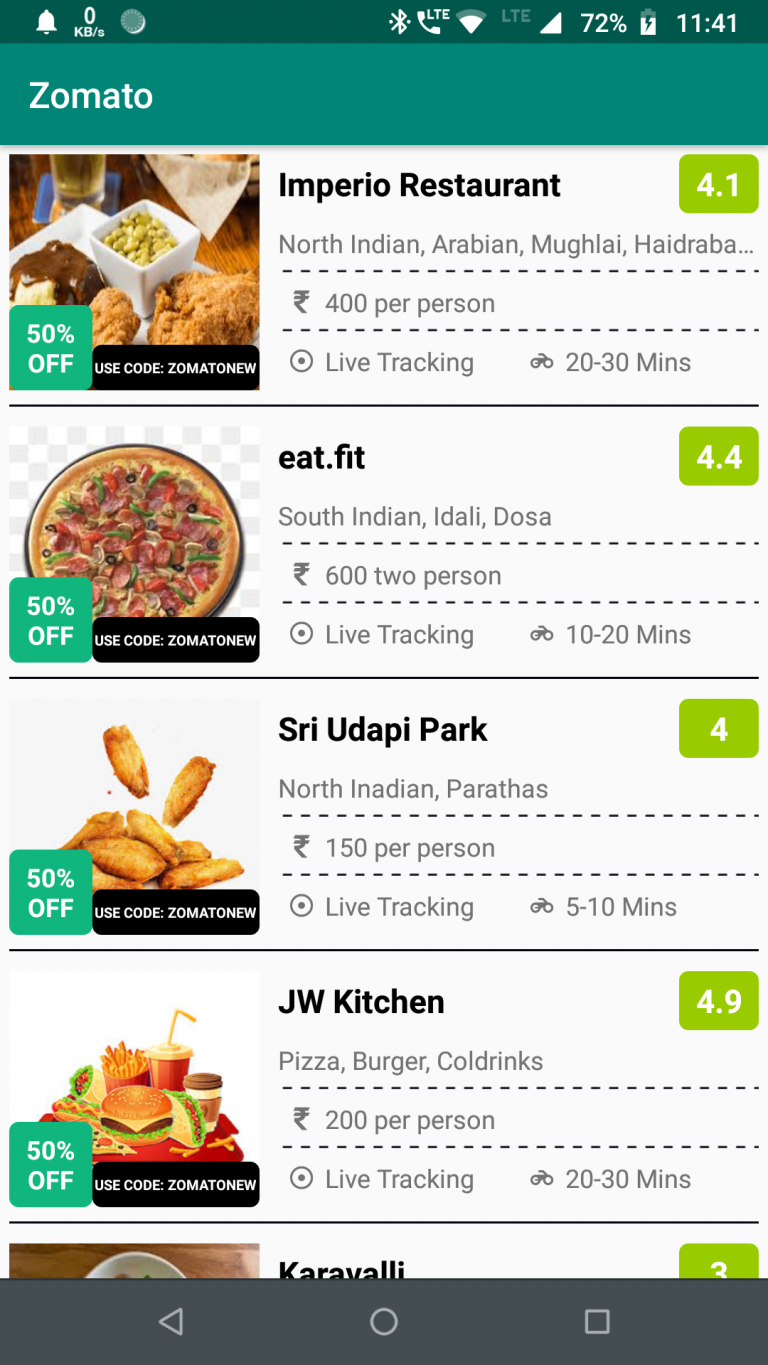 0
KB/s
LTE
LTE
72%
11:41
Zomato
Imperio Restaurant
4.1
North Indian, Arabian, Mughlai, Haidraba...
₹ 400 per person
50%
OFF
USE CODE: ZOMATONEW
Live Tracking
20-30 Mins
eat.fit
4.4
South Indian, Idali, Dosa
₹ 600 two person
50%
OFF
USE CODE: ZOMATONEW
Live Tracking
10-20 Mins
Sri Udapi Park
4
North Inadian, Parathas
₹ 150 per person
50%
OFF
USE CODE: ZOMATONEW
Live Tracking
5-10 Mins
JW Kitchen
4.9
Pizza, Burger, Coldrinks
₹ 200 per person
50%
OFF
USE CODE: ZOMATONEW
Live Tracking
20-30 Mins
Karavalli
3